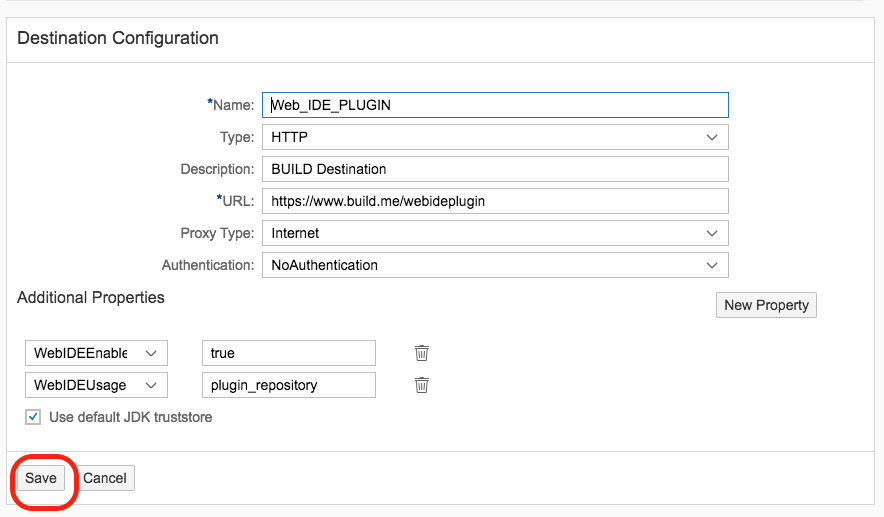 Destination Configuration
*Name: Web_IDE_PLUGIN
Type: HTTP
Description: BUILD Destination
*URL: https://www.build.me/webideplugin
Proxy Type: Internet
Authentication: NoAuthentication
Additional Properties
New Property
WebIDEEnable true
WebIDEUsage plugin_repository
Use default JDK truststore
Save Cancel